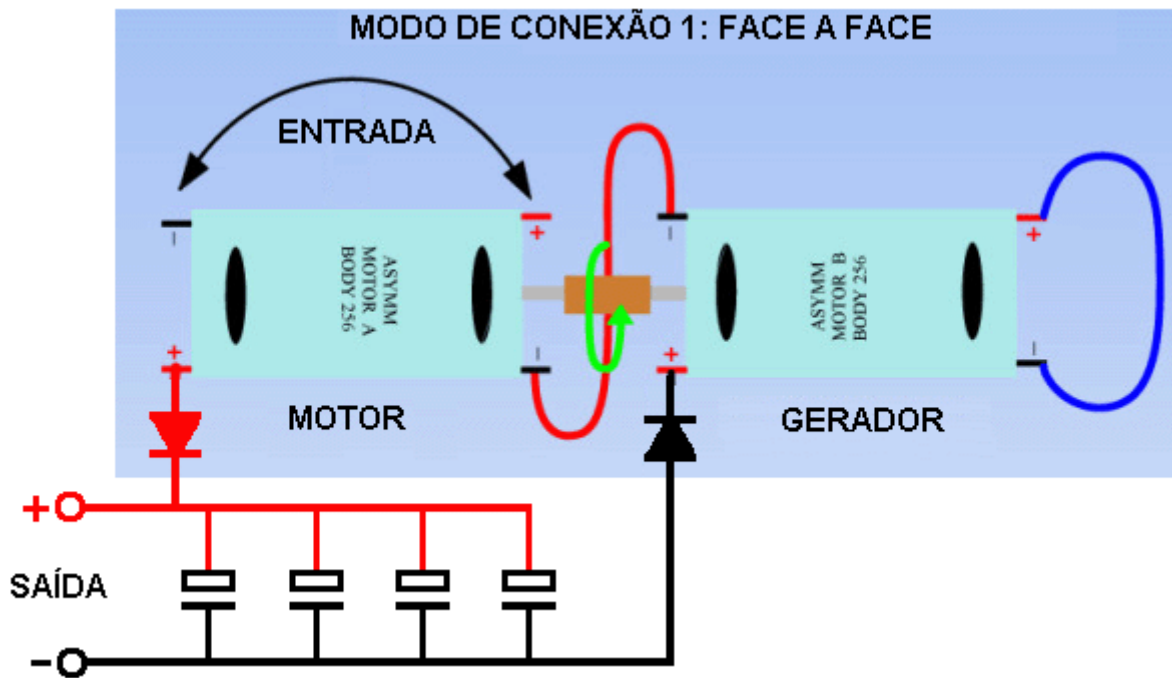 MODO DE CONEXÃO 1: FACE A FACE
ENTRADA
−
+
+
−
ASYMM
MOTOR A
BODY 256
−
+
+
−
ASYMM
MOTOR B
BODY 256
MOTOR
GERADOR
+
SAÍDA
−